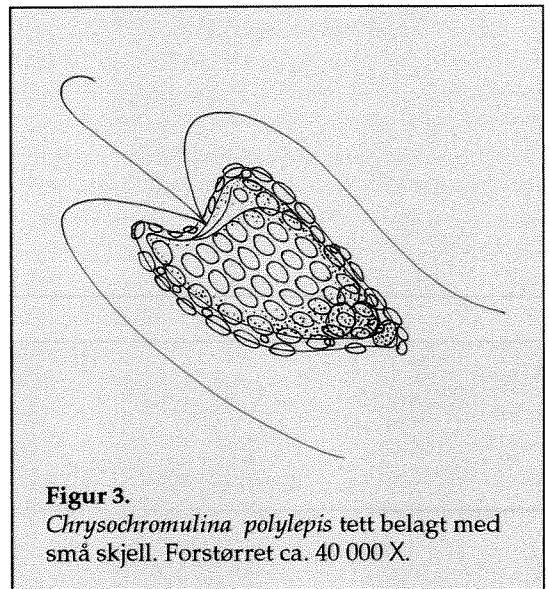 Figur 3.
Chrysochromulina polylepis tett belagt med
små skjell. Forstørret ca. 40 000 X.